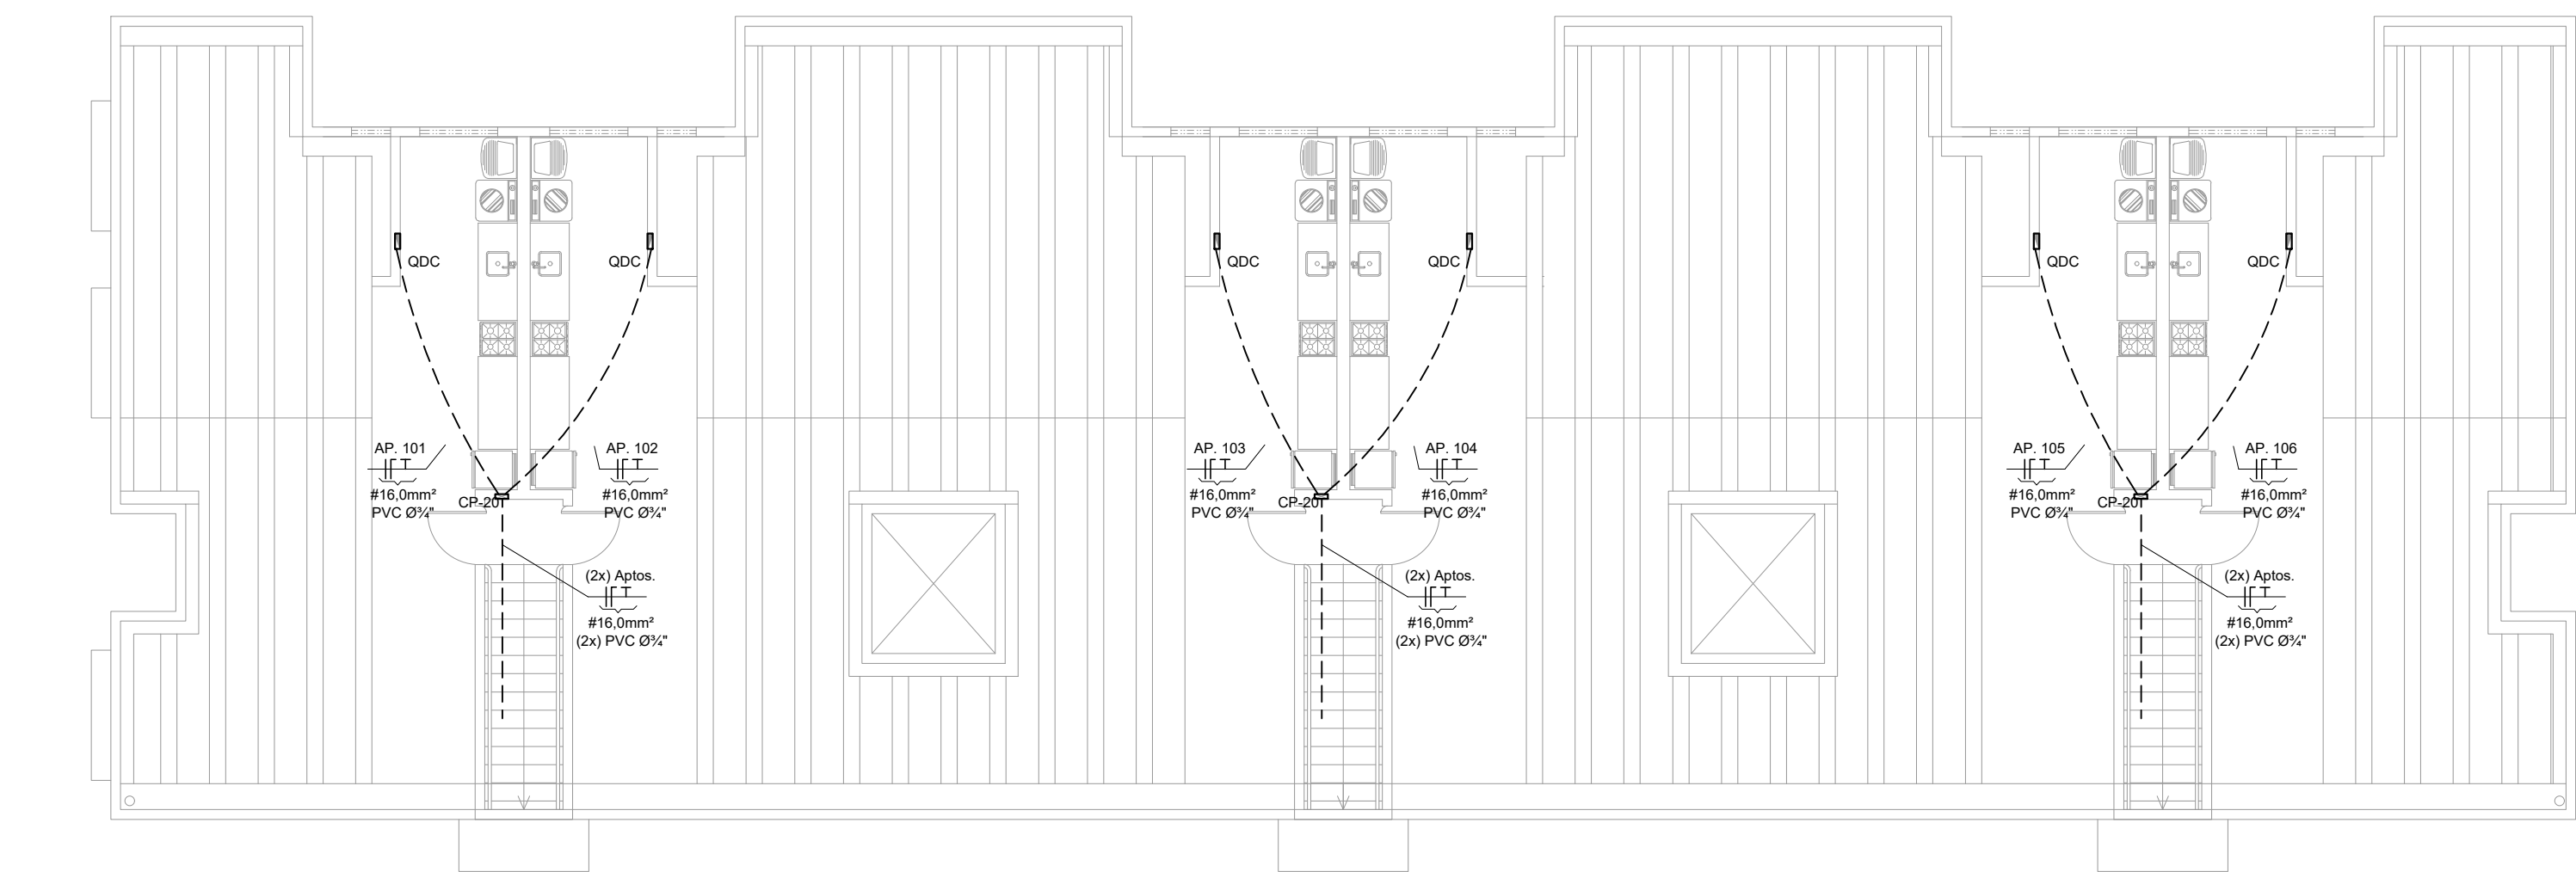 QDC
QDC
AP. 101
#16,0mm²
PVC Ø¾"
AP. 102
#16,0mm²
PVC Ø¾"
CP-20
(2x) Aptos.
#16,0mm²
(2x) PVC Ø¾"
QDC
QDC
AP. 103
#16,0mm²
PVC Ø¾"
AP. 104
#16,0mm²
PVC Ø¾"
CP-20
(2x) Aptos.
#16,0mm²
(2x) PVC Ø¾"
QDC
QDC
AP. 105
#16,0mm²
PVC Ø¾"
AP. 106
#16,0mm²
PVC Ø¾"
CP-20
(2x) Aptos.
#16,0mm²
(2x) PVC Ø¾"